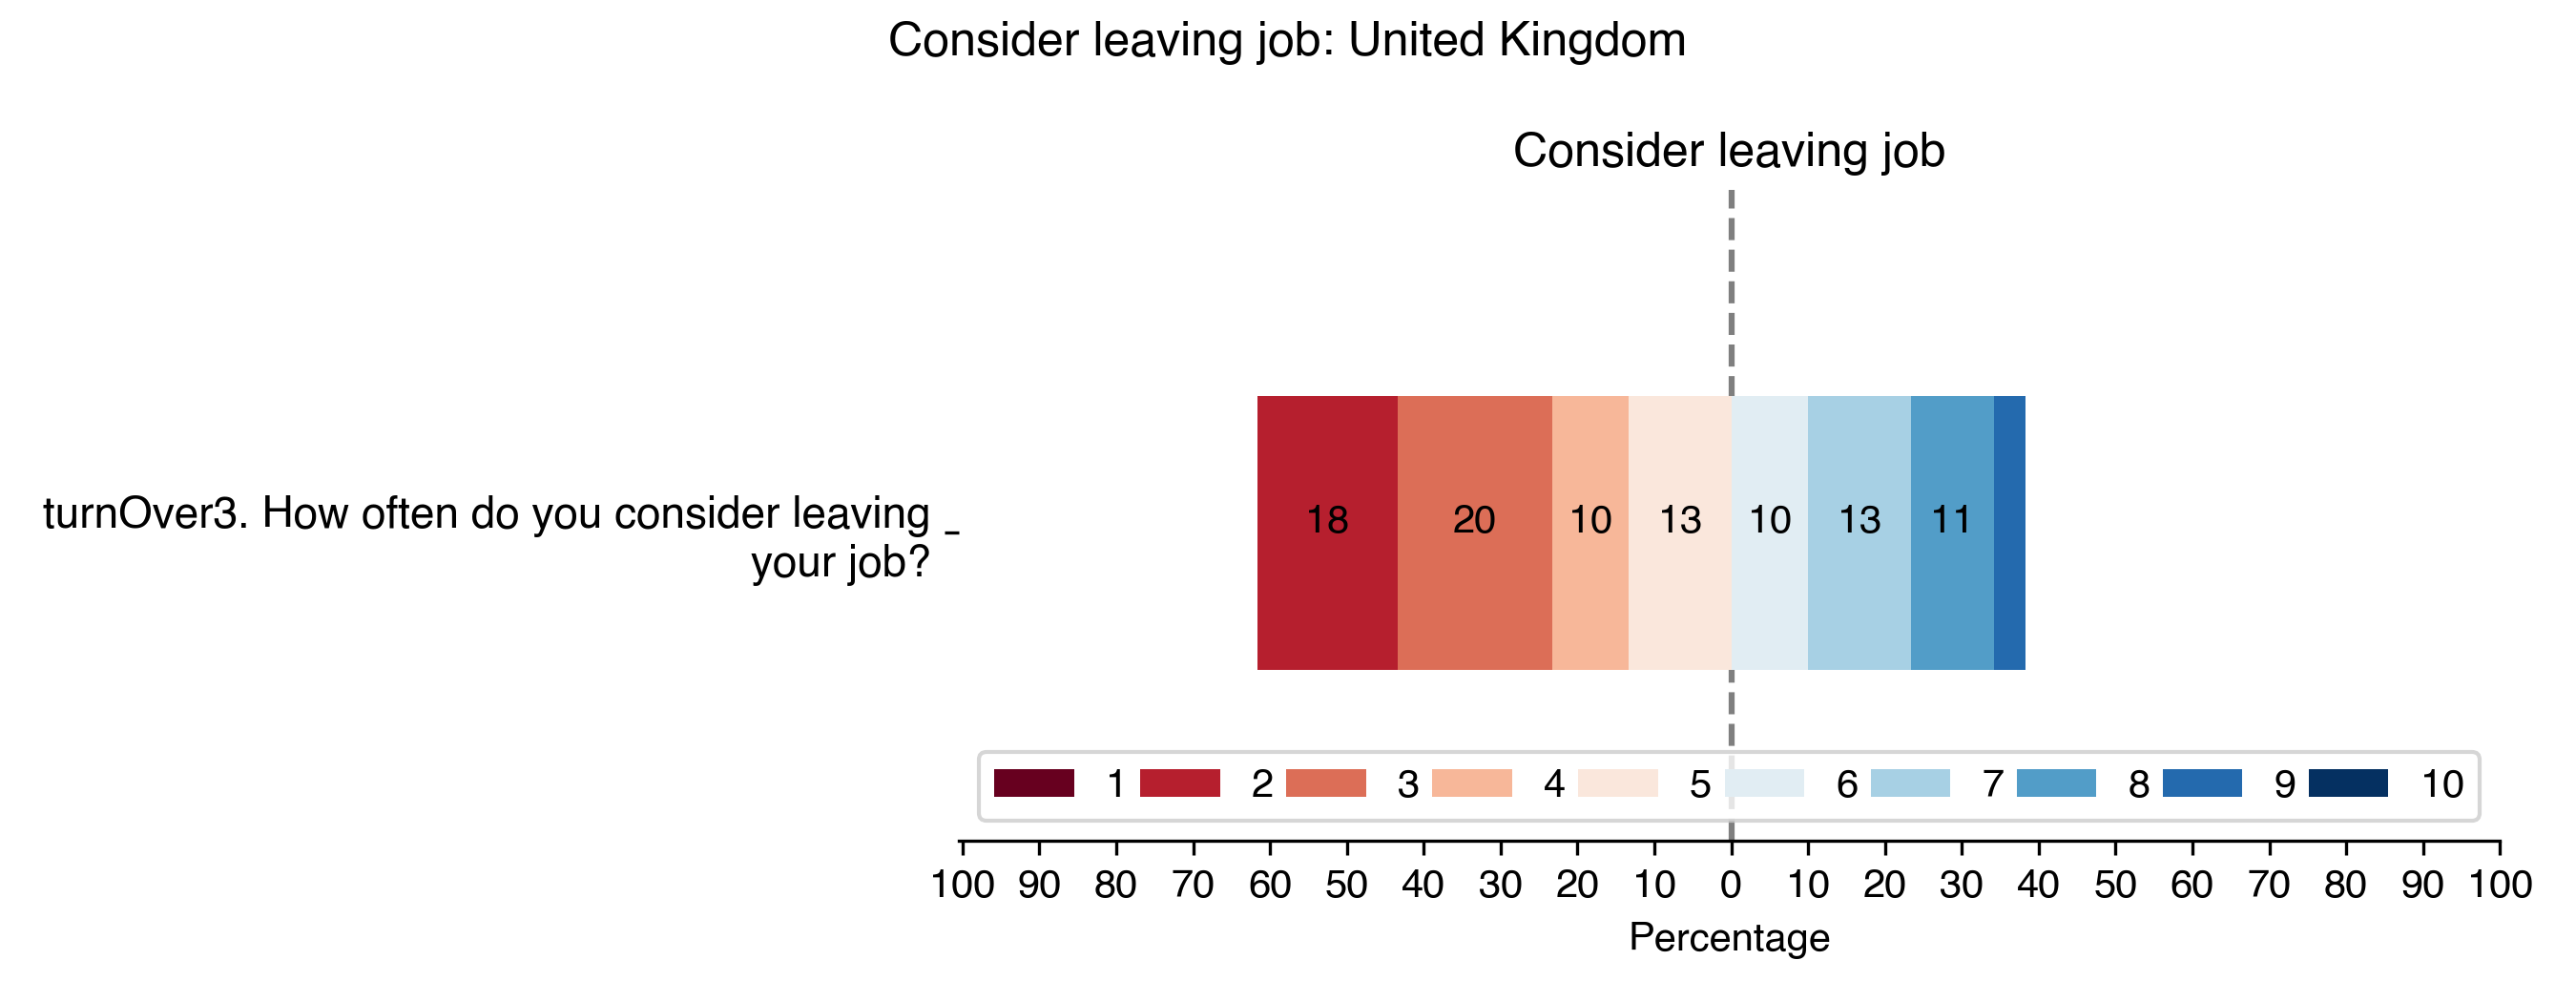 Consider leaving job: United Kingdom
Consider leaving job
turnOver3. How often do you consider leaving
your job?
18 20 10 13 10 13 11
1 2 3 4 5 6 7 8 9 10
100 90 80 70 60 50 40 30 20 10 0 10 20 30 40 50 60 70 80 90 100
Percentage